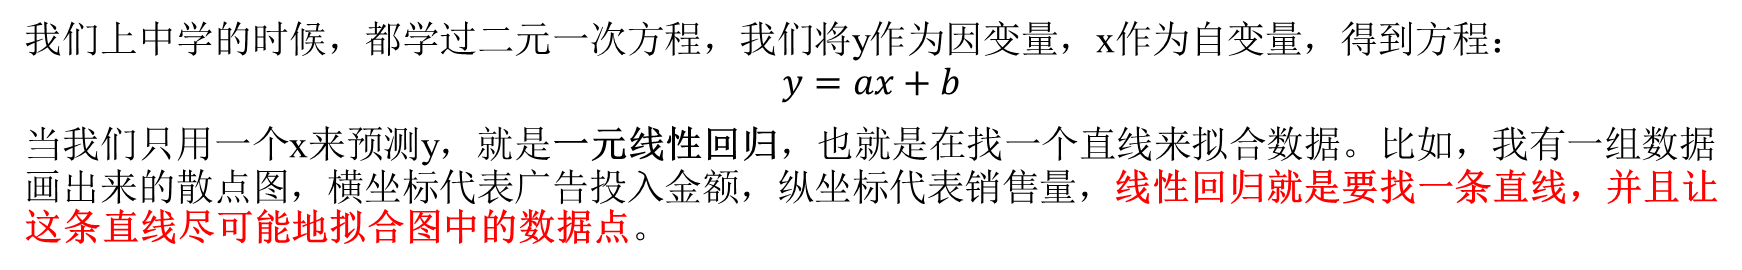 我们上中学的时候，都学过二元一次方程，我们将y作为因变量，x作为自变量，得到方程：
y = ax + b
当我们只用一个x来预测y，就是一元线性回归，也就是在找一个直线来拟合数据。比如，我有一组数据
画出来的散点图，横坐标代表广告投入金额，纵坐标代表销售量，线性回归就是要找一条直线，并且让
这条直线尽可能地拟合图中的数据点。